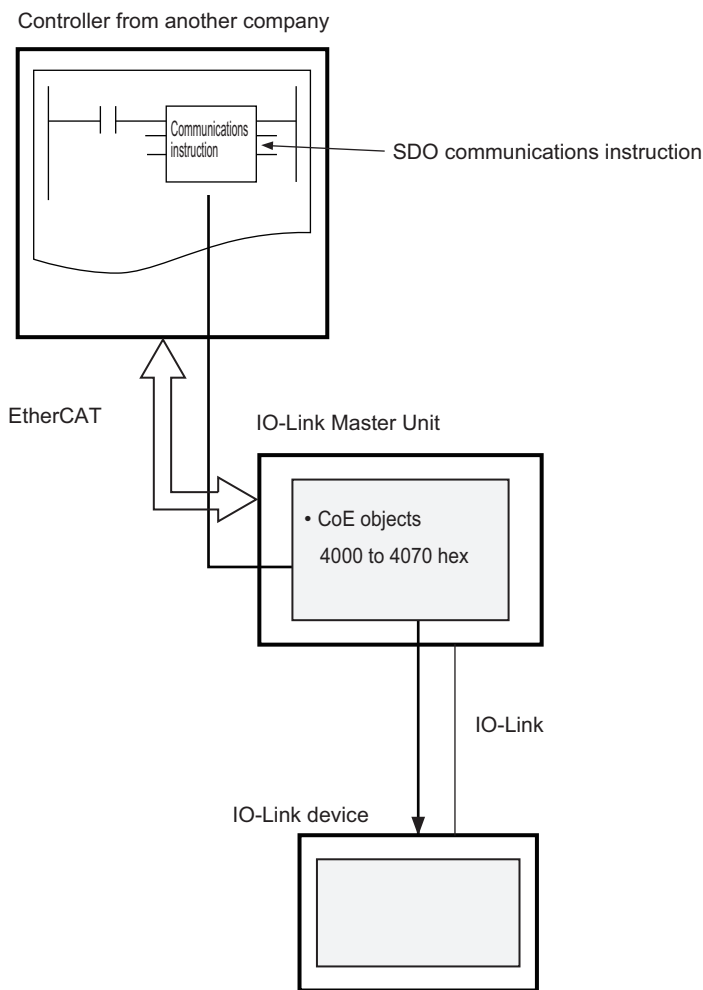 Controller from another company
Communications
instruction
SDO communications instruction
EtherCAT
IO-Link Master Unit
• CoE objects
4000 to 4070 hex
IO-Link
IO-Link device